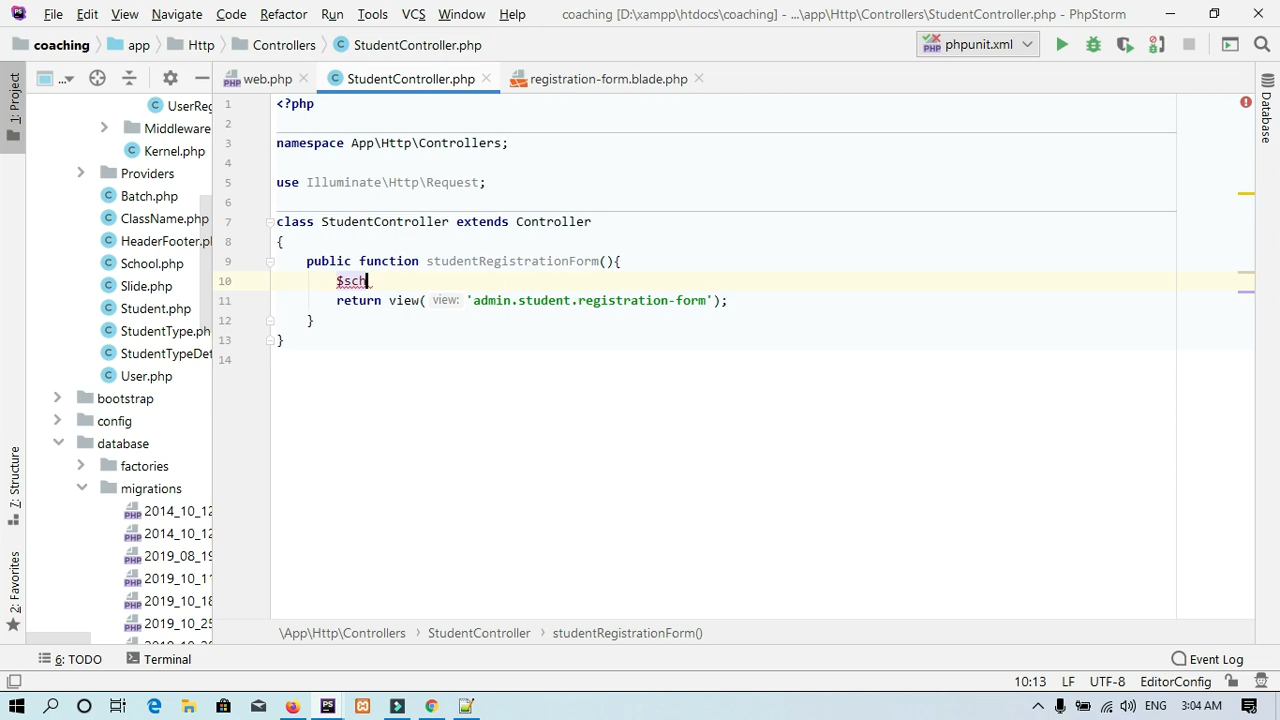 File Edit View Navigate Code Refactor Run Tools VCS Window Help coaching [D:\xampp\htdocs\coaching] - ...\app\Http\Controllers\StudentController.php - PhpStorm
coaching app Http Controllers StudentController.php phpunit.xml
web.php StudentController.php registration-form.blade.php
1: Project
7: Structure
2: Favorites
Database
UserReg
Middleware
Kernel.php
Providers
Batch.php
ClassName.php
HeaderFooter.p
School.php
Slide.php
Student.php
StudentType.ph
StudentTypeDet
User.php
bootstrap
config
database
factories
migrations
2014_10_12
2014_10_12
2019_08_19
2019_10_11
2019_10_18
2019_10_25
1 <?php
2
3 namespace App\Http\Controllers;
4
5 use Illuminate\Http\Request;
6
7 class StudentController extends Controller
8 {
9 public function studentRegistrationForm(){
10 $sch
11 return view( view: 'admin.student.registration-form');
12 }
13 }
14
\App\Http\Controllers StudentController studentRegistrationForm()
6: TODO Terminal Event Log
10:13 LF UTF-8 EditorConfig
ENG 3:04 AM